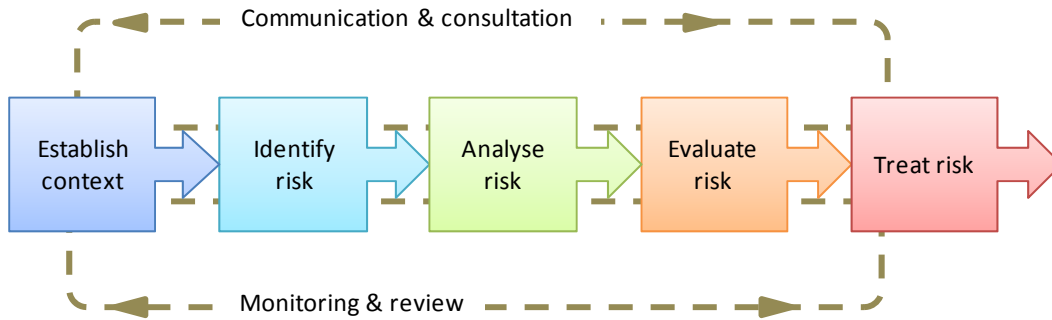 Communication & consultation
Establish
context
Identify
risk
Analyse
risk
Evaluate
risk
Treat risk
Monitoring & review